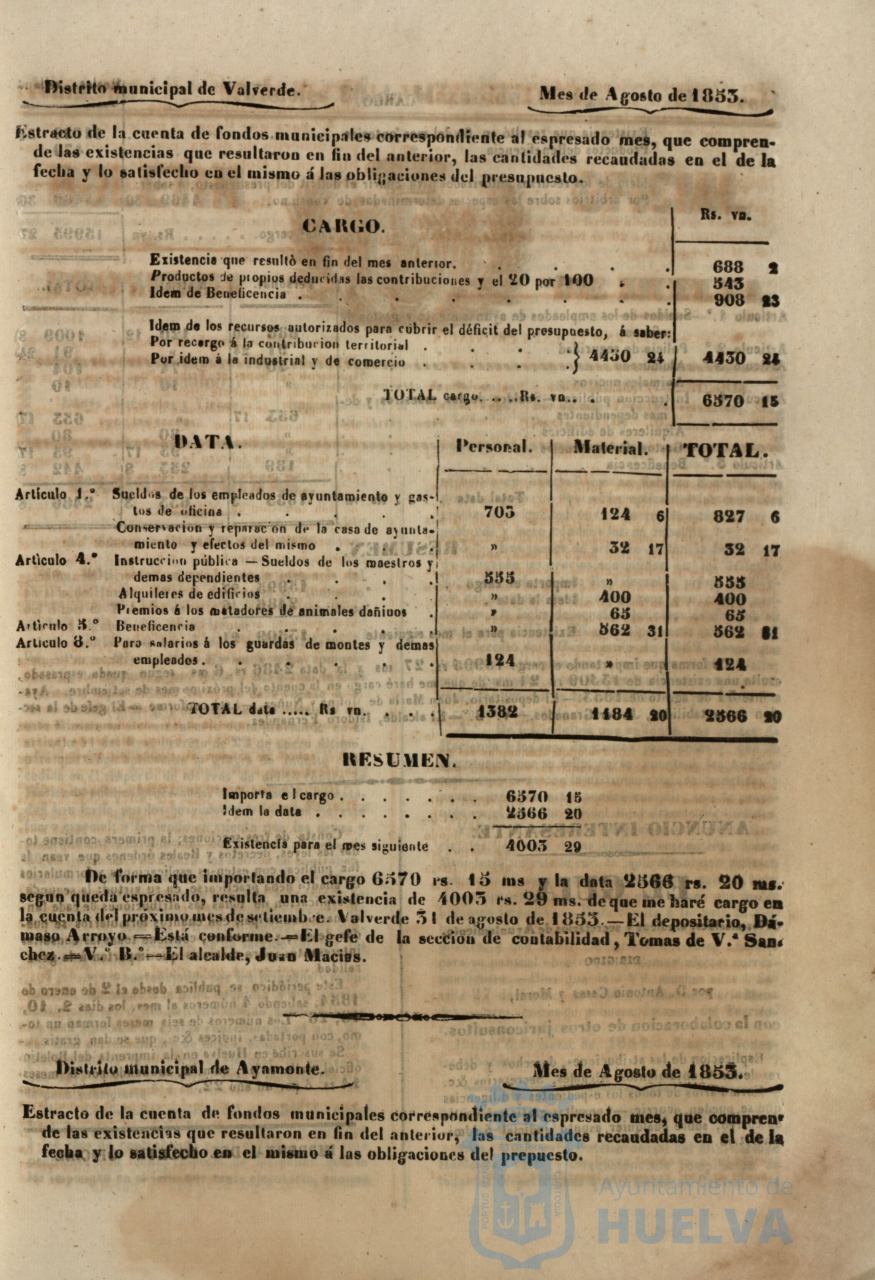 Distrito municipal de Valverde. Mes de Agosto de 1853.
Estracto de la cuenta de fondos municipales correspondiente al espresado mes, que compren-
de las existencias que resultaron en fin del anterior, las cantidades recaudadas en el de la
fecha y lo satisfecho en el mismo á las obligaciones del presupuesto.
Rs. vn.
CARGO.
Existencia que resultó en fin del mes anterior. . . . . . 688 2
Productos de propios deducidas las contribuciones y el 20 por 100 . . 343
Idem de Beneficencia . . . . . . . . 908 23
Idem de los recursos autorizados para cubrir el déficit del presupuesto, á saber:
Por recargo á la contribucion territorial . . . .
Por idem á la industrial y de comercio . . . . } 4430 24 4430 24
TOTAL cargo. . . . .Rs. vn. . . . 6370 15
DATA. Personal. Material. TOTAL.
Artículo 1.º Sueldos de los empleados de ayuntamiento y gas-
tos de oficina . . . . . 703 124 6 827 6
Conservacion y reparacion de la casa de ayunta-
miento y efectos del mismo . . . » 32 17 32 17
Artículo 4.º Instruccion pública — Sueldos de los maestros y
demas dependientes . . . . 555 » 555
Alquileres de edificios . . . . » 400 400
Premios á los matadores de animales dañinos . » 65 65
Artículo 5.º Beneficencia . . . . . » 562 31 562 31
Artículo 8.º Para salarios á los guardas de montes y demas
empleados . . . . . . 124 » 124
TOTAL data ..... Rs vn. . . . 1382 1184 20 2566 20
RESUMEN.
Importa el cargo . . . . . . . 6570 15
Idem la data . . . . . . . . 2566 20
Existencia para el mes siguiente . . 4003 29
De forma que importando el cargo 6570 rs. 15 ms y la data 2566 rs. 20 ms.
segun queda espresado, resulta una existencia de 4003 rs. 29 ms. de que me haré cargo en
la cuenta del próximo mes de setiembre. Valverde 31 de agosto de 1853.—El depositario, Dá-
maso Arroyo.—Está conforme.—El gefe de la seccion de contabilidad, Tomas de V.ª San-
chez.—V.º B.º—El alcalde, Juan Macias.
Distrito municipal de Ayamonte. Mes de Agosto de 1853.
Estracto de la cuenta de fondos municipales correspondiente al espresado mes, que compren-
de las existencias que resultaron en fin del anterior, las cantidades recaudadas en el de la
fecha y lo satisfecho en el mismo á las obligaciones del prepuesto.
Ayuntamiento de
HUELVA